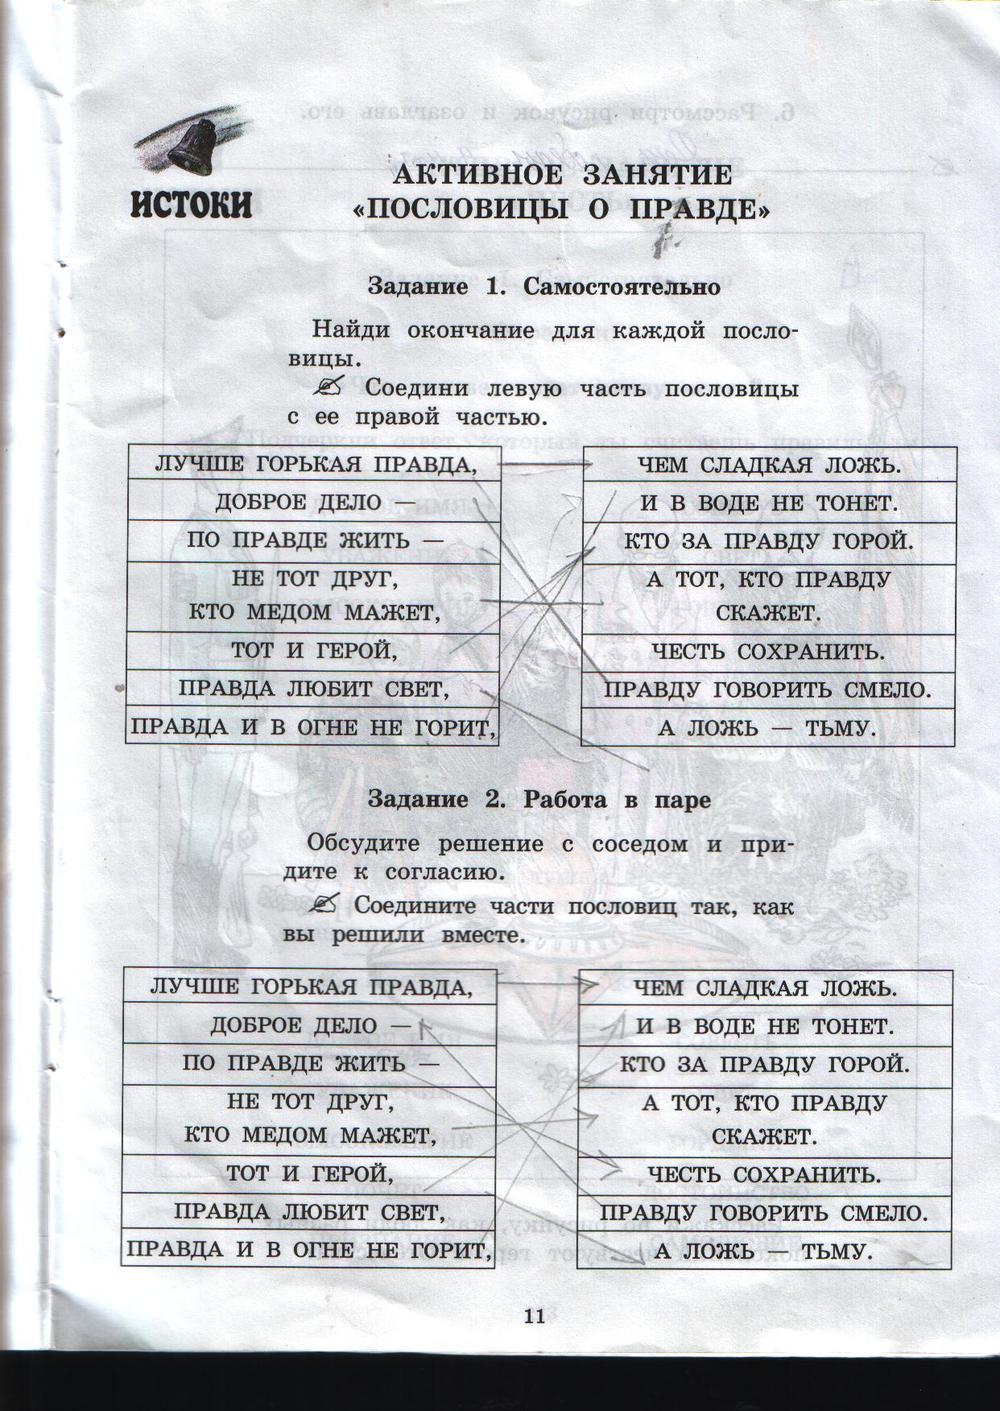 ИСТОКИ
АКТИВНОЕ ЗАНЯТИЕ
«ПОСЛОВИЦЫ О ПРАВДЕ»
Задание 1. Самостоятельно
Найди окончание для каждой посло-
вицы.
✍ Соедини левую часть пословицы
с ее правой частью.
ЛУЧШЕ ГОРЬКАЯ ПРАВДА, ЧЕМ СЛАДКАЯ ЛОЖЬ.
ДОБРОЕ ДЕЛО — И В ВОДЕ НЕ ТОНЕТ.
ПО ПРАВДЕ ЖИТЬ — КТО ЗА ПРАВДУ ГОРОЙ.
НЕ ТОТ ДРУГ, А ТОТ, КТО ПРАВДУ
КТО МЕДОМ МАЖЕТ, СКАЖЕТ.
ТОТ И ГЕРОЙ, ЧЕСТЬ СОХРАНИТЬ.
ПРАВДА ЛЮБИТ СВЕТ, ПРАВДУ ГОВОРИТЬ СМЕЛО.
ПРАВДА И В ОГНЕ НЕ ГОРИТ, А ЛОЖЬ — ТЬМУ.
Задание 2. Работа в паре
Обсудите решение с соседом и при-
дите к согласию.
✍ Соедините части пословиц так, как
вы решили вместе.
ЛУЧШЕ ГОРЬКАЯ ПРАВДА, ЧЕМ СЛАДКАЯ ЛОЖЬ.
ДОБРОЕ ДЕЛО — И В ВОДЕ НЕ ТОНЕТ.
ПО ПРАВДЕ ЖИТЬ — КТО ЗА ПРАВДУ ГОРОЙ.
НЕ ТОТ ДРУГ, А ТОТ, КТО ПРАВДУ
КТО МЕДОМ МАЖЕТ, СКАЖЕТ.
ТОТ И ГЕРОЙ, ЧЕСТЬ СОХРАНИТЬ.
ПРАВДА ЛЮБИТ СВЕТ, ПРАВДУ ГОВОРИТЬ СМЕЛО.
ПРАВДА И В ОГНЕ НЕ ГОРИТ, А ЛОЖЬ — ТЬМУ.
11